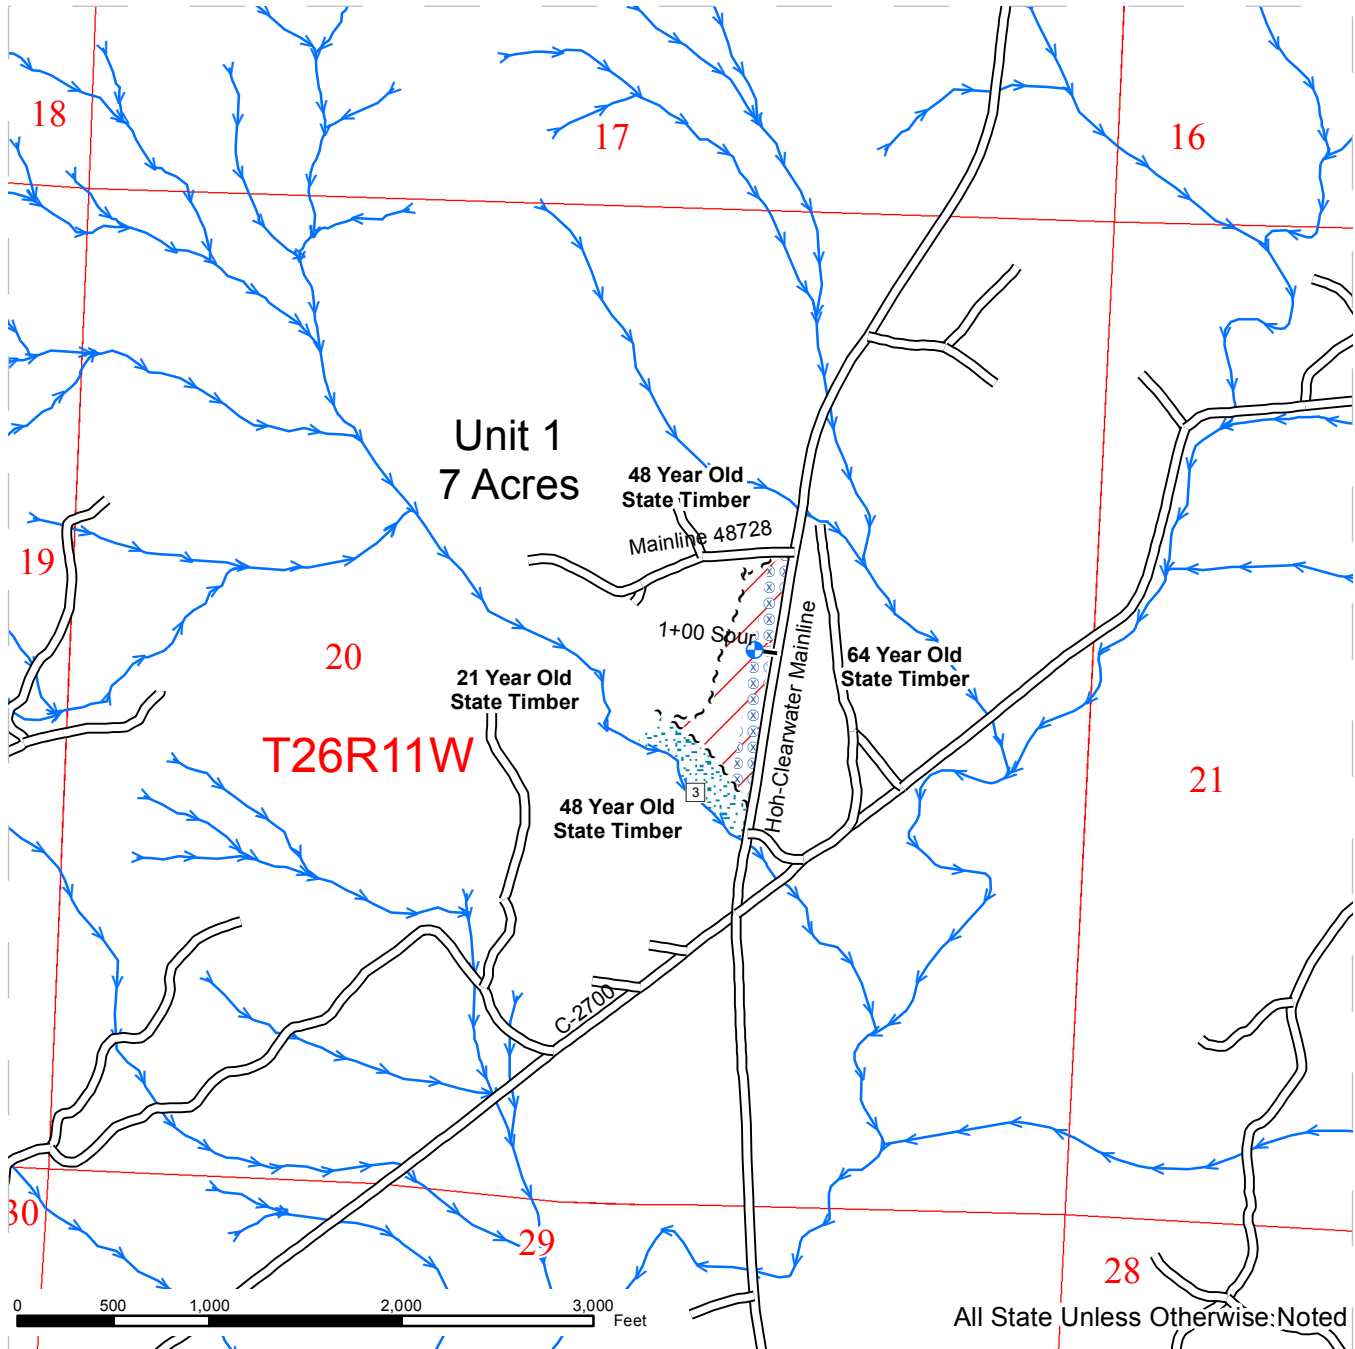 18
17
16
Unit 1
7 Acres
48 Year Old
State Timber
Mainline 48728
19
20
1+00 Spur
Hoh-Clearwater Mainline
64 Year Old
State Timber
21 Year Old
State Timber
T26R11W
21
3
48 Year Old
State Timber
C-2700
30
29
28
0 500 1,000 2,000 3,000
Feet
All State Unless Otherwise Noted